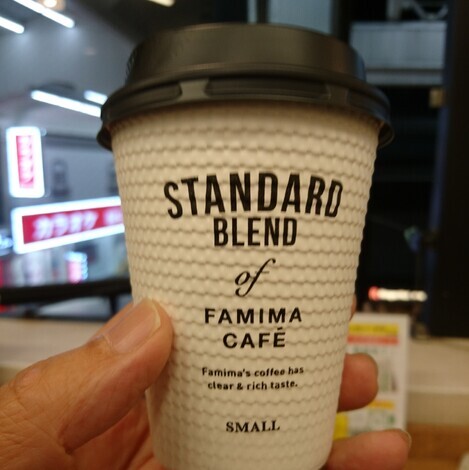 STANDARD
BLEND
of
FAMIMA
CAFÉ
Famima's coffee has
clear & rich taste.
SMALL
カラオケ